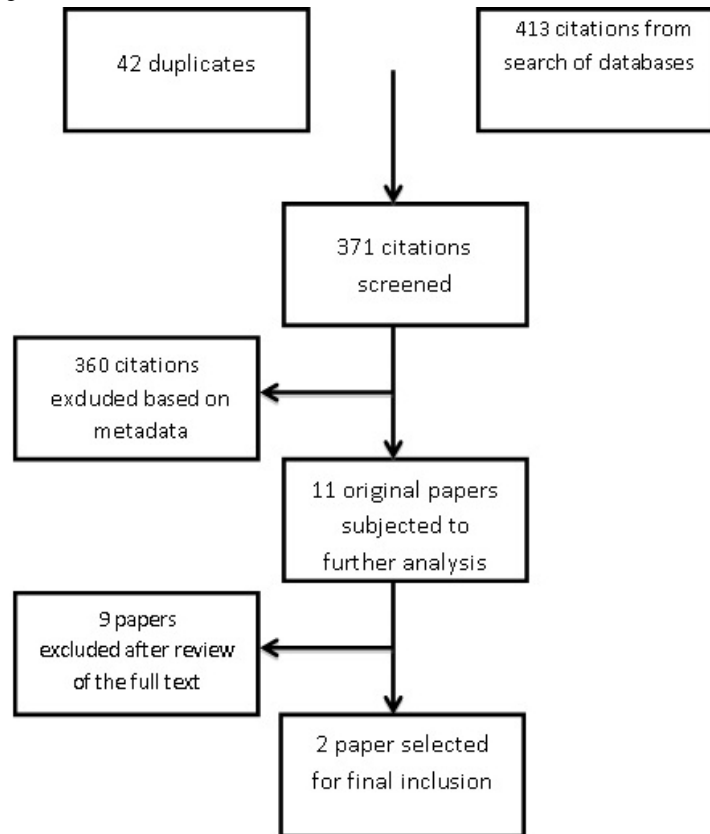 42 duplicates
413 citations from
search of databases
371 citations
screened
360 citations
excluded based on
metadata
11 original papers
subjected to
further analysis
9 papers
excluded after review
of the full text
2 paper selected
for final inclusion